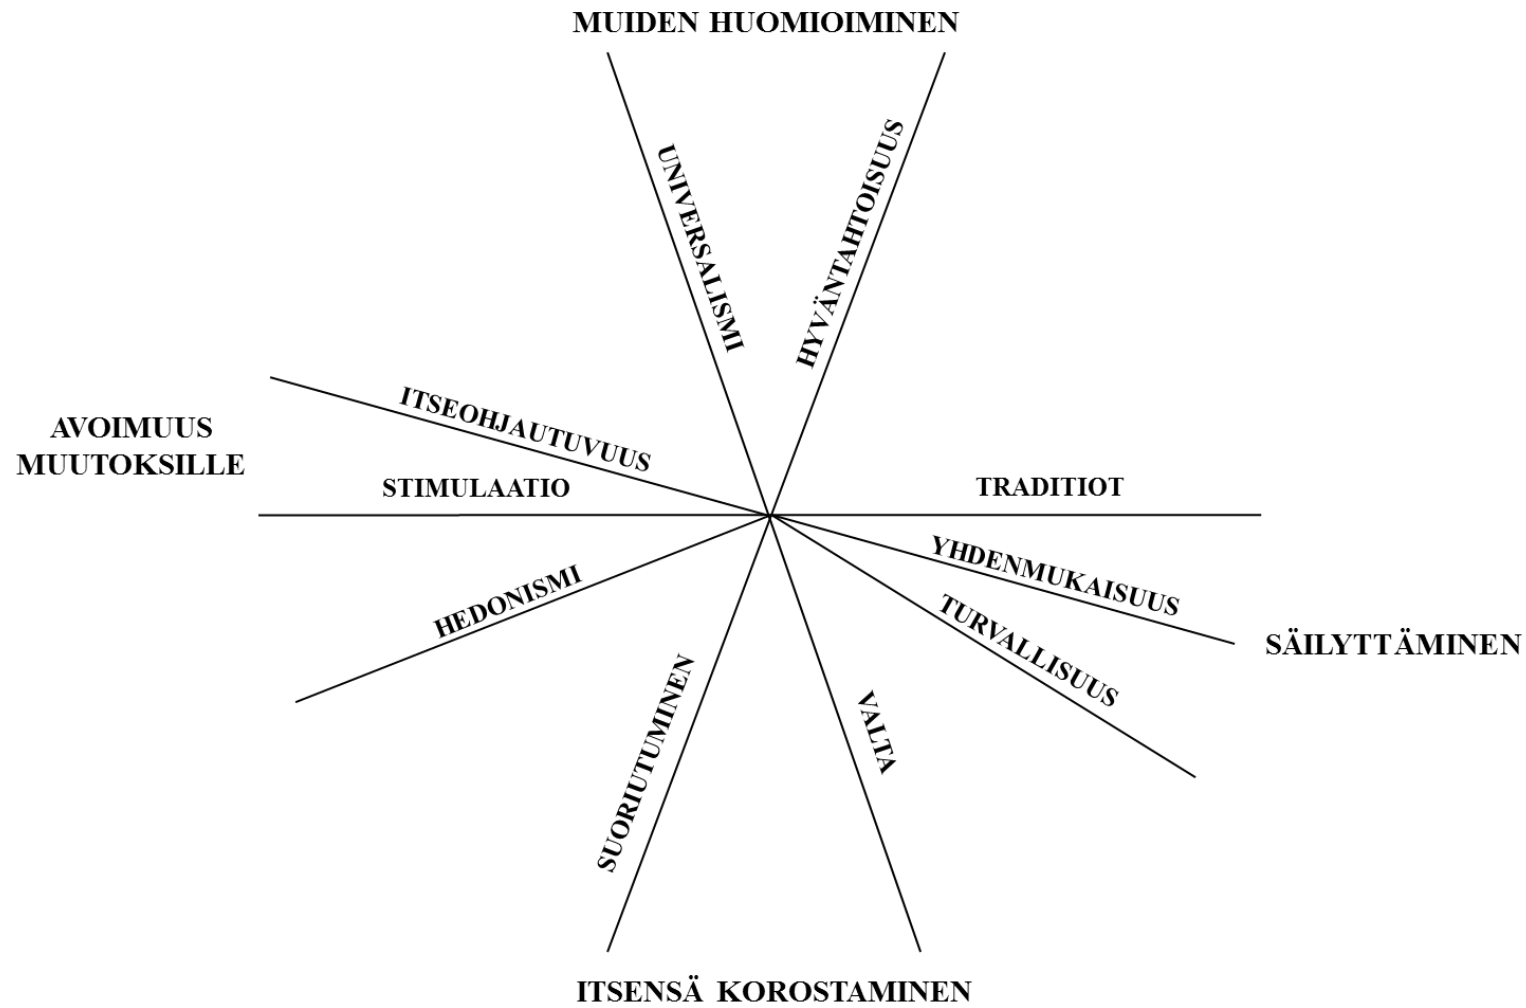 MUIDEN HUOMIOIMINEN
UNIVERSALISMI
HYVÄNTAHTOISUUS
ITSEOHJAUTUVUUS
AVOIMUUS
MUUTOKSILLE
STIMULAATIO
TRADITIOT
YHDENMUKAISUUS
HEDONISMI
TURVALLISUUS
SÄILYTTÄMINEN
SUORIUTUMINEN
VALTA
ITSENSÄ KOROSTAMINEN